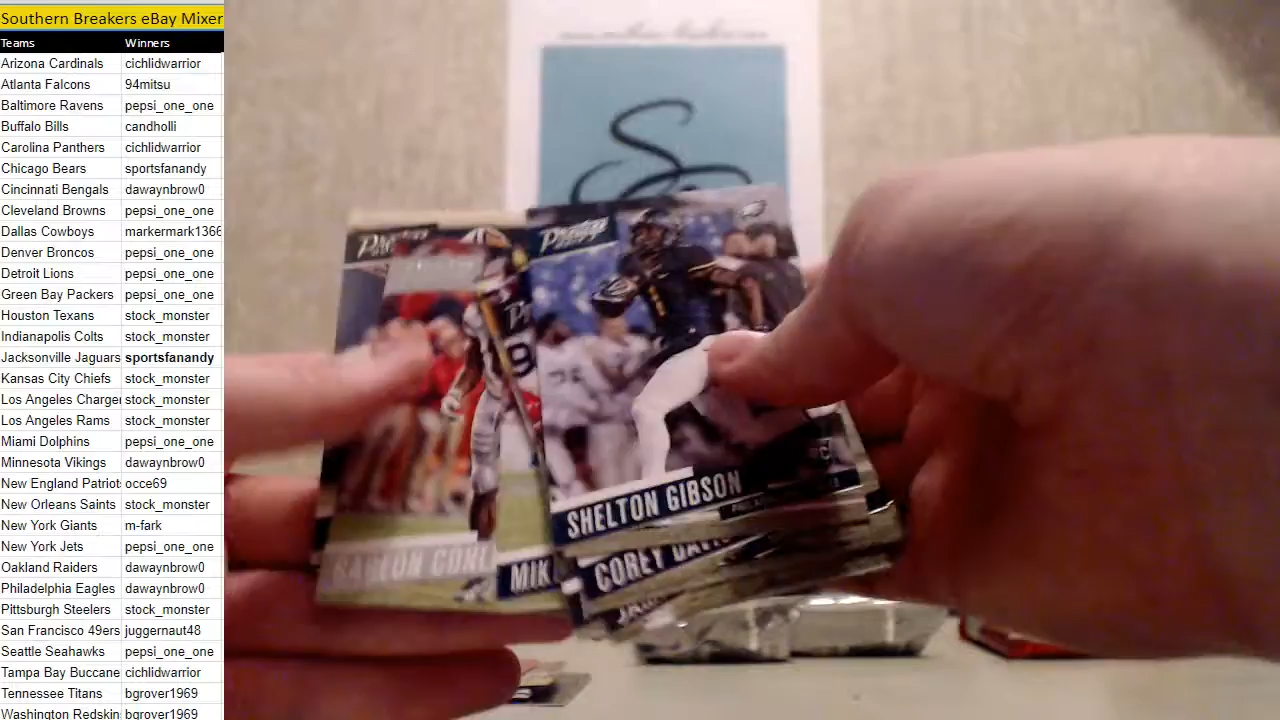 Southern Breakers eBay Mixer
Teams Winners
Arizona Cardinals cichlidwarrior
Atlanta Falcons 94mitsu
Baltimore Ravens pepsi_one_one
Buffalo Bills candholli
Carolina Panthers cichlidwarrior
Chicago Bears sportsfanandy
Cincinnati Bengals dawaynbrow0
Cleveland Browns pepsi_one_one
Dallas Cowboys markermark1366
Denver Broncos pepsi_one_one
Detroit Lions pepsi_one_one
Green Bay Packers pepsi_one_one
Houston Texans stock_monster
Indianapolis Colts stock_monster
Jacksonville Jaguars sportsfanandy
Kansas City Chiefs stock_monster
Los Angeles Charger stock_monster
Los Angeles Rams stock_monster
Miami Dolphins pepsi_one_one
Minnesota Vikings dawaynbrow0
New England Patriot occe69
New Orleans Saints stock_monster
New York Giants m-fark
New York Jets pepsi_one_one
Oakland Raiders dawaynbrow0
Philadelphia Eagles dawaynbrow0
Pittsburgh Steelers stock_monster
San Francisco 49ers juggernaut48
Seattle Seahawks pepsi_one_one
Tampa Bay Buccane cichlidwarrior
Tennessee Titans bgrover1969
Washington Redskin bgrover1969
Prestige
SHELTON GIBSON
COREY DAVIS
MIK